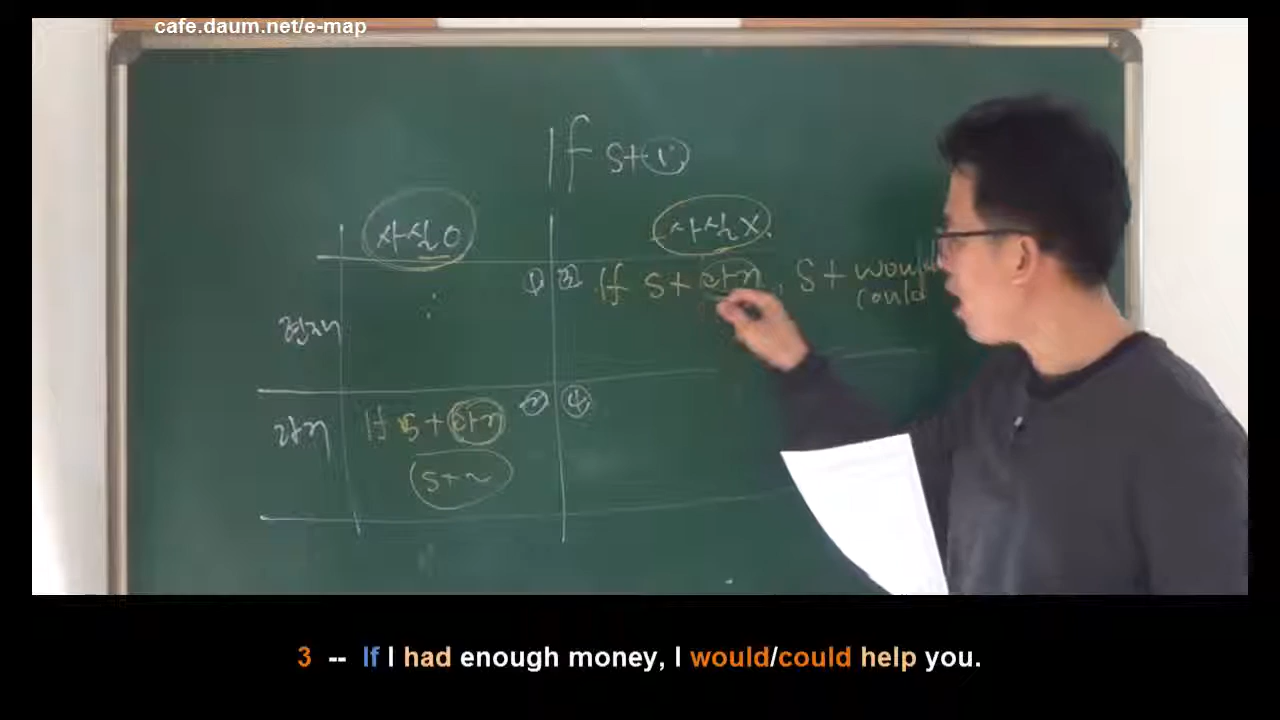 cafe.daum.net/e-map
If S+V
사실O
사실X
① ③ If S+과거, S+would
could
현재
과거
If S+과거 ② ④
S+~
3 -- If I had enough money, I would/could help you.